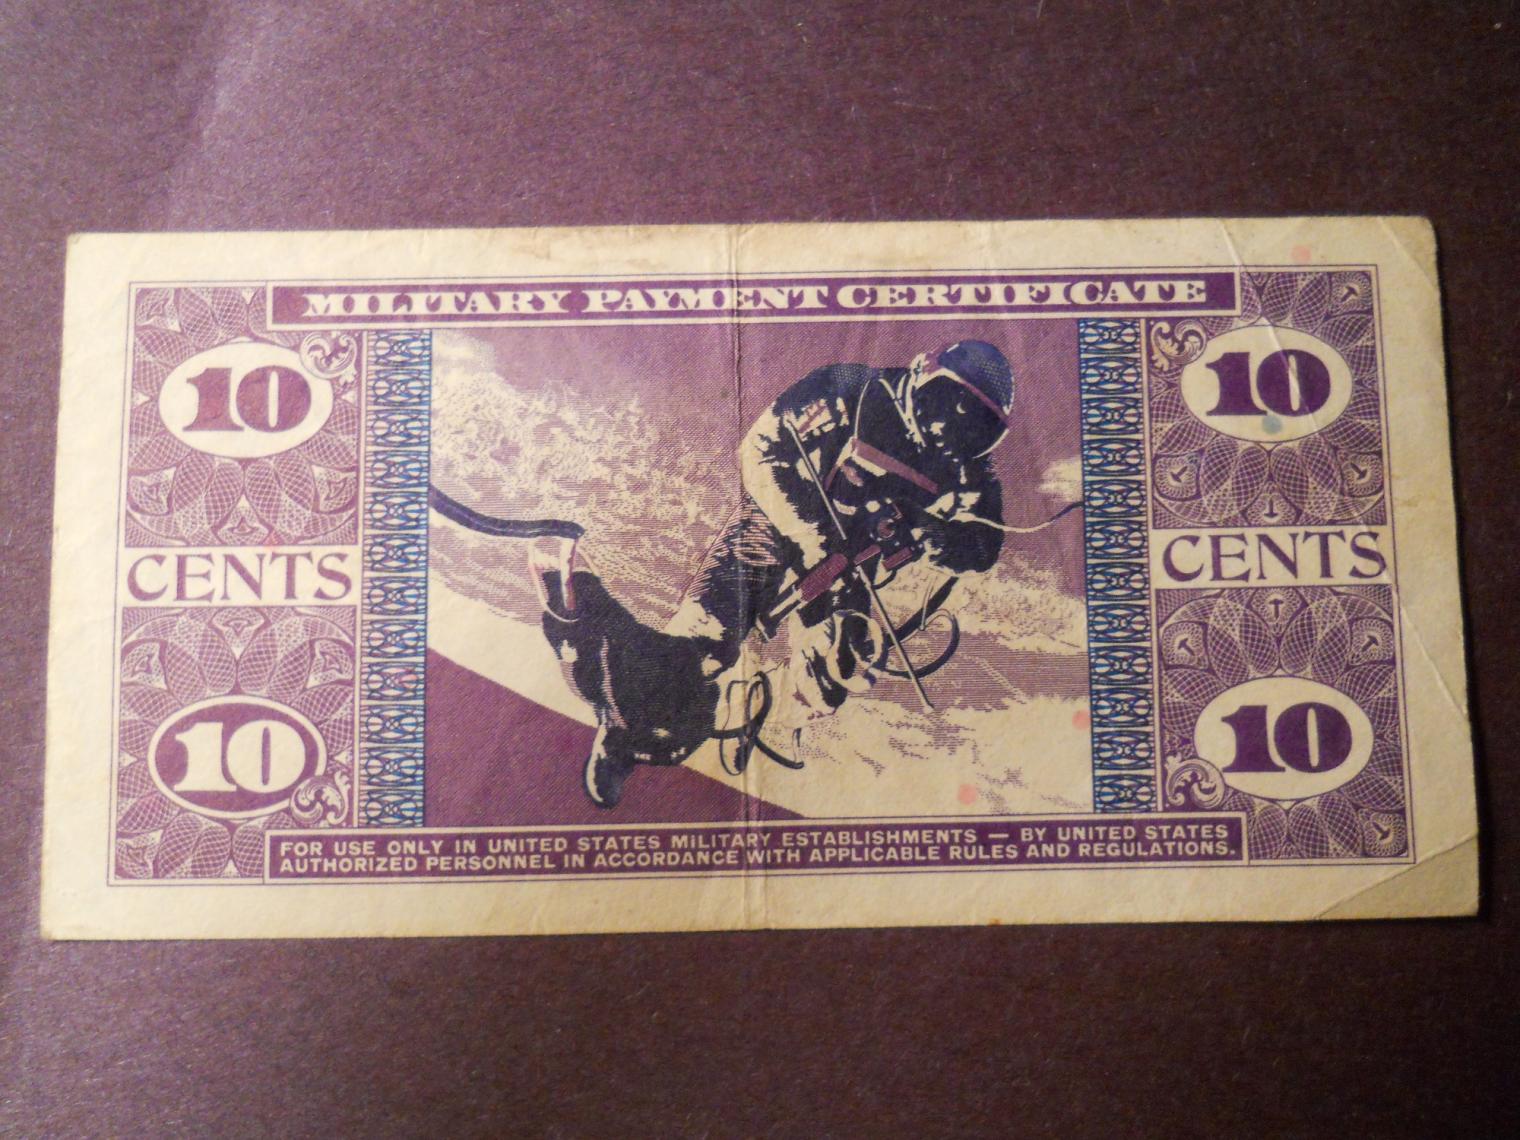 MILITARY PAYMENT CERTIFICATE
10
10
CENTS
CENTS
10
10
FOR USE ONLY IN UNITED STATES MILITARY ESTABLISHMENTS — BY UNITED STATES
AUTHORIZED PERSONNEL IN ACCORDANCE WITH APPLICABLE RULES AND REGULATIONS.